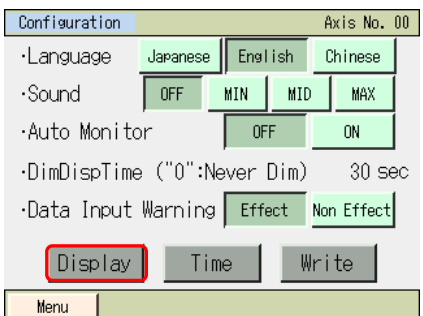 Configuration Axis No. 00
·Language Japanese English Chinese
·Sound OFF MIN MID MAX
·Auto Monitor OFF ON
·DimDispTime ("0":Never Dim) 30 sec
·Data Input Warning Effect Non Effect
Display Time Write
Menu